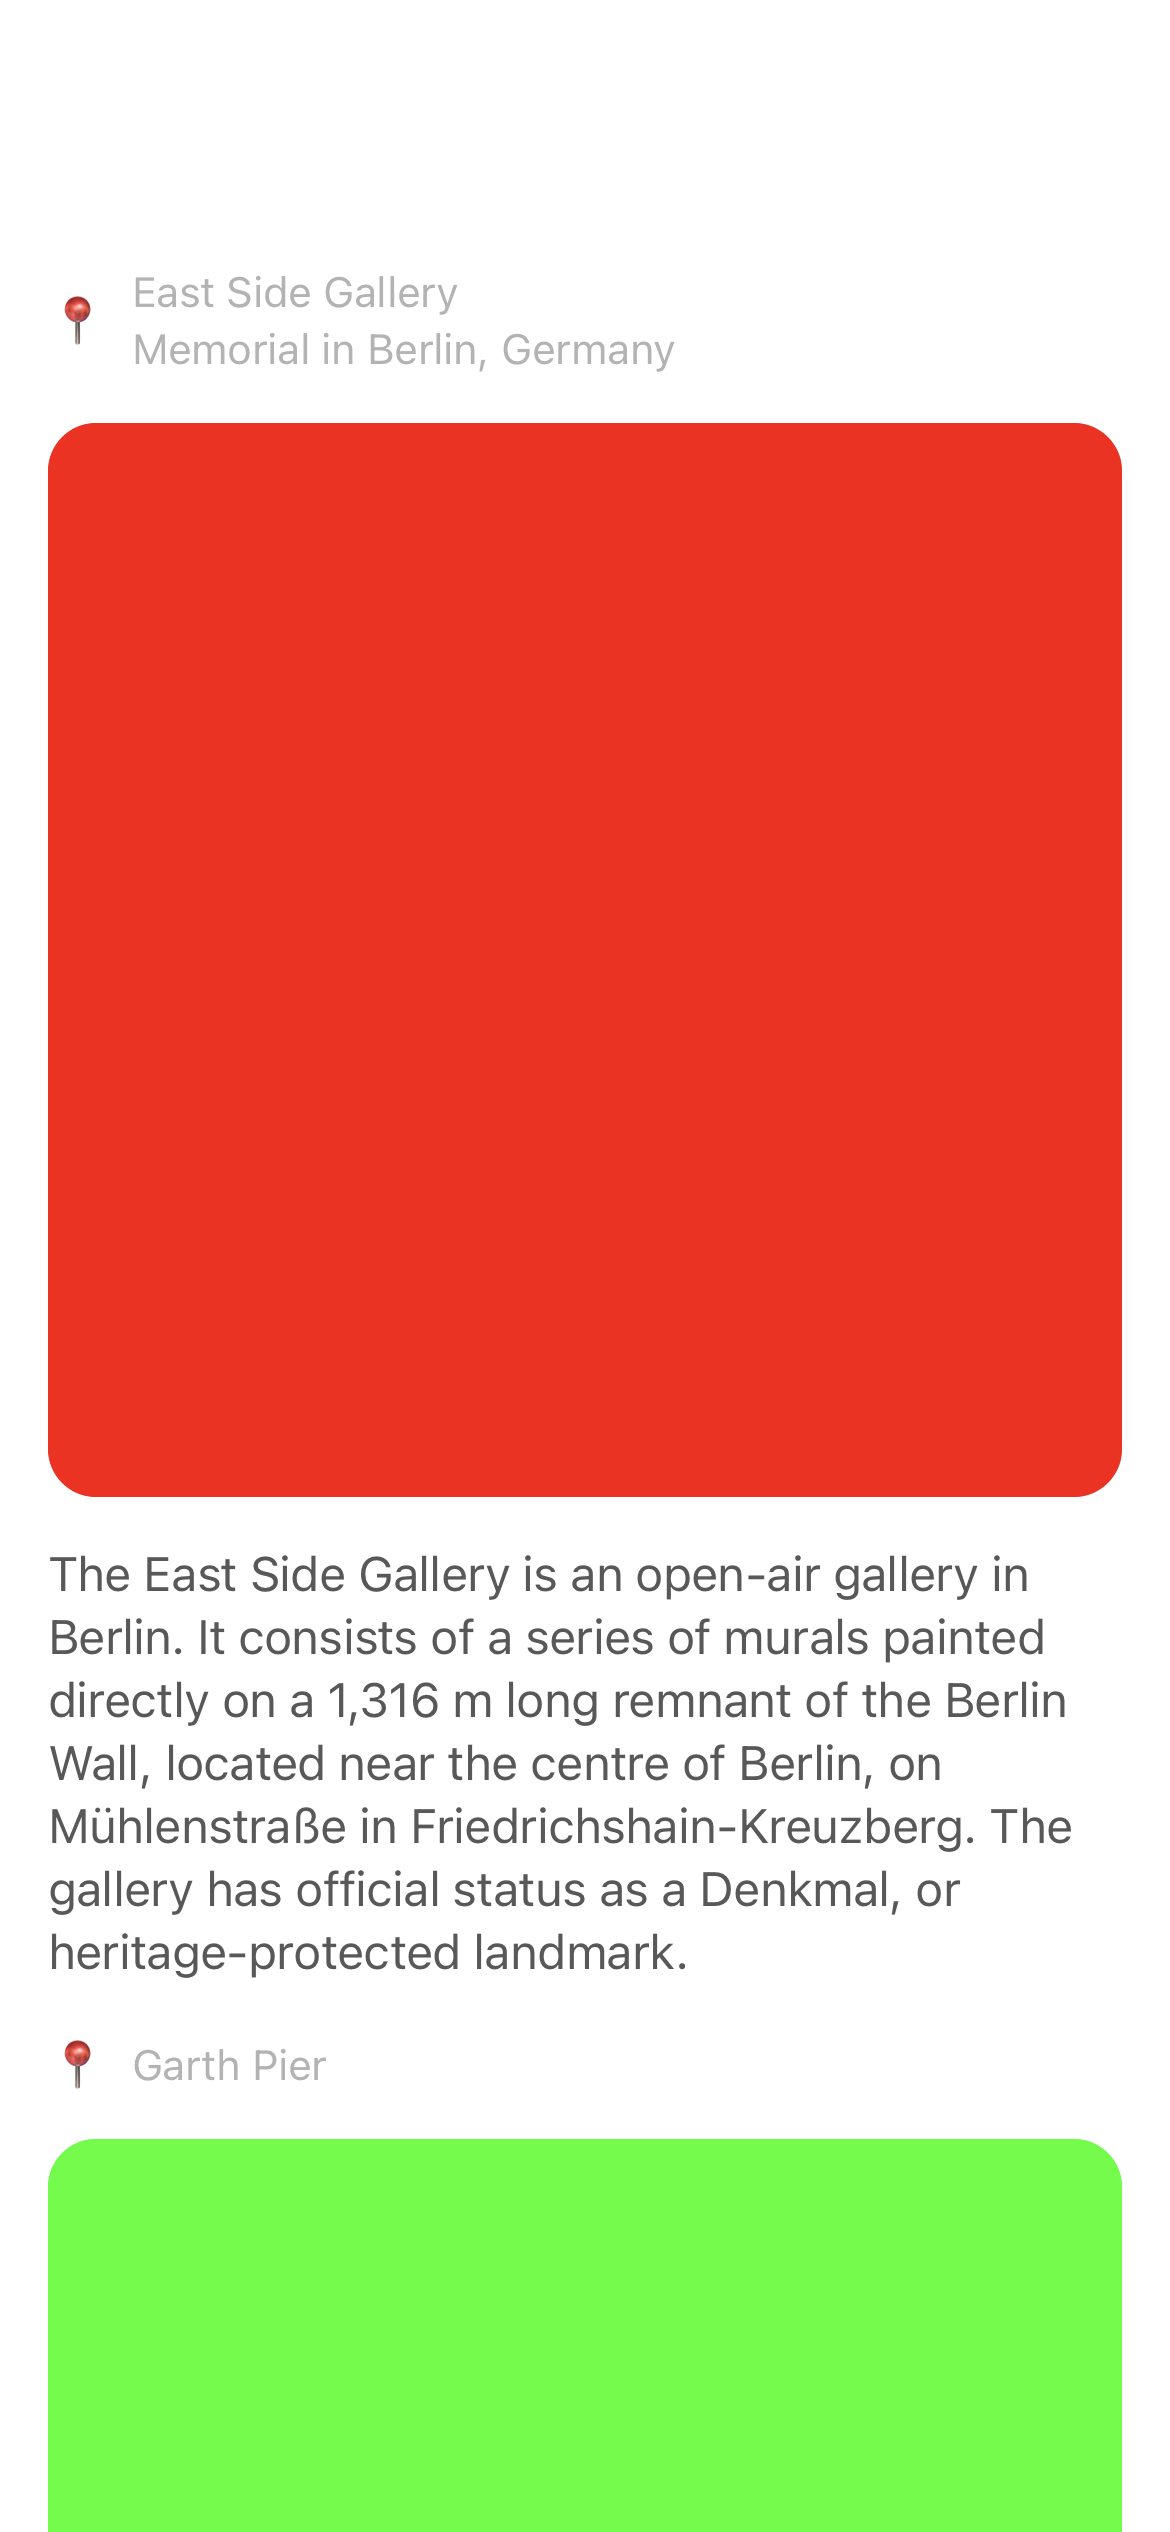 East Side Gallery
Memorial in Berlin, Germany
The East Side Gallery is an open-air gallery in
Berlin. It consists of a series of murals painted
directly on a 1,316 m long remnant of the Berlin
Wall, located near the centre of Berlin, on
Mühlenstraße in Friedrichshain-Kreuzberg. The
gallery has official status as a Denkmal, or
heritage-protected landmark.
Garth Pier